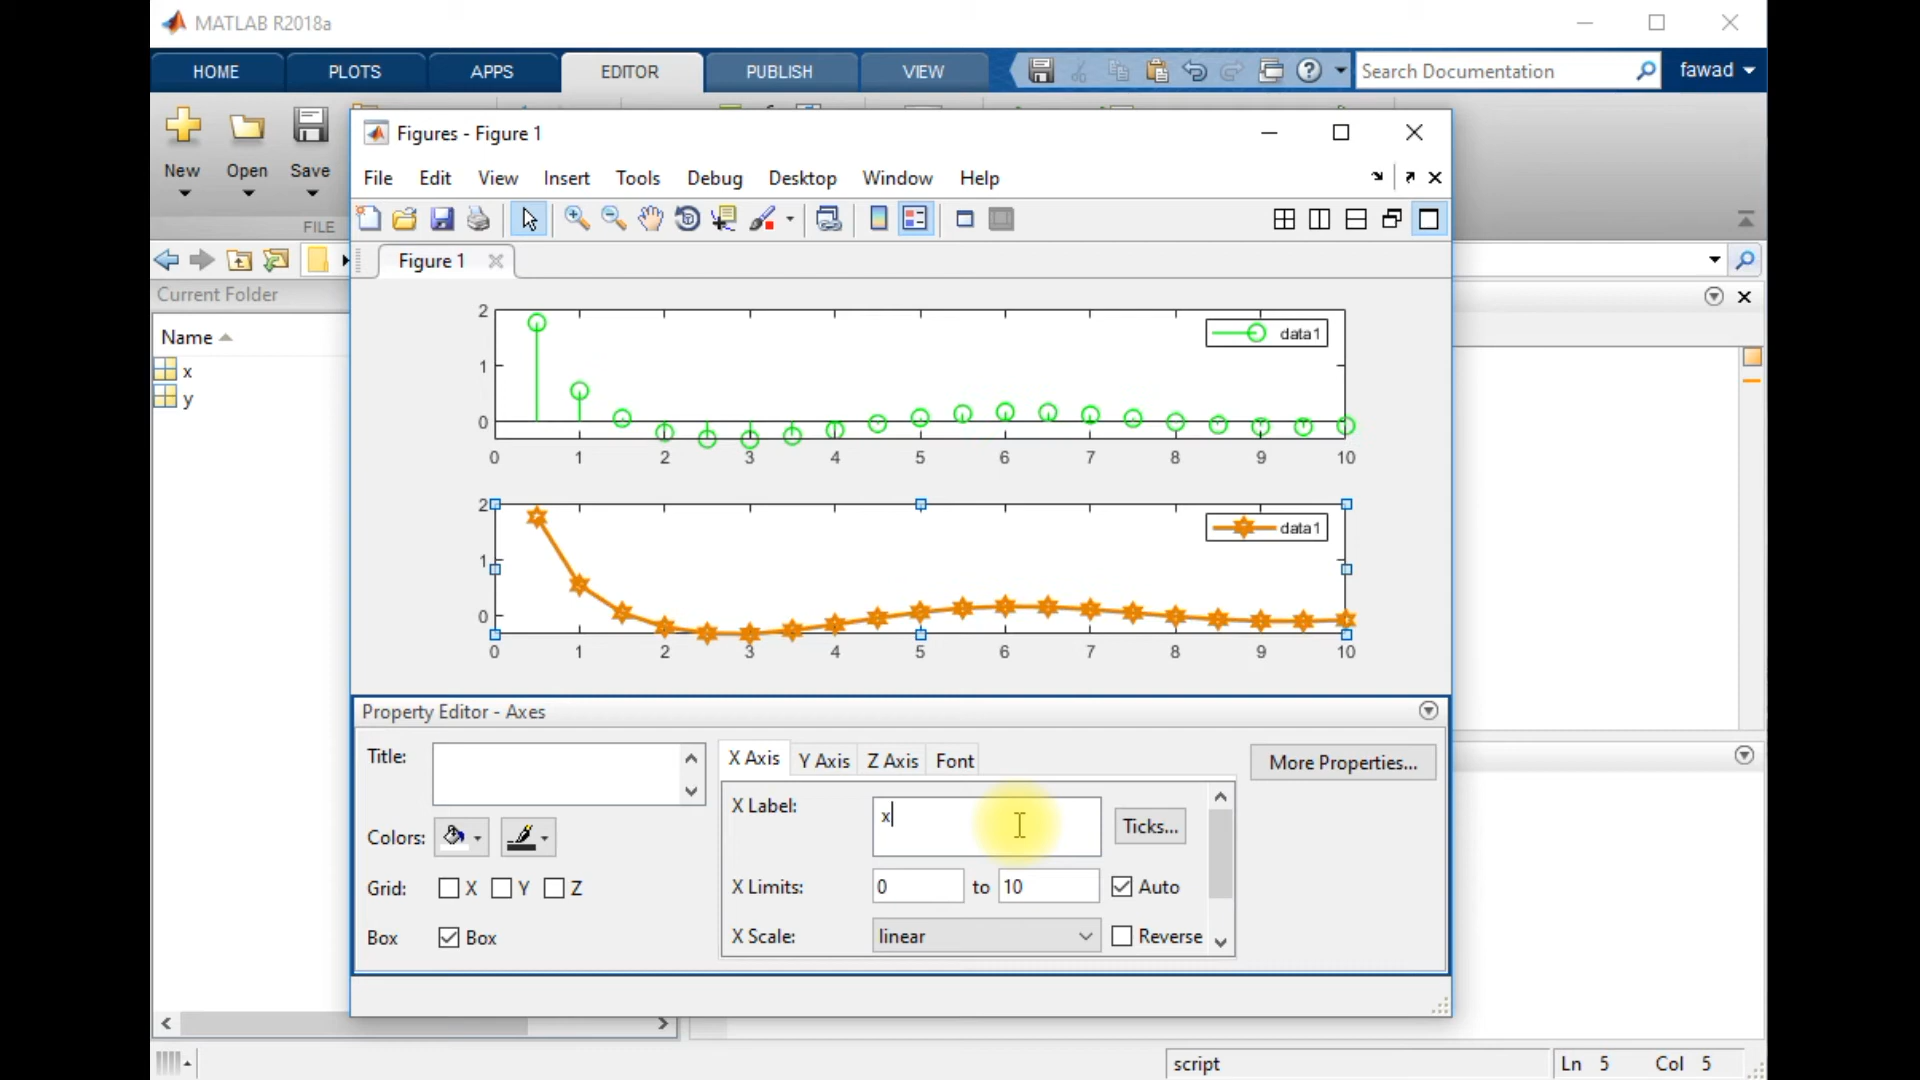 MATLAB R2018a
HOME PLOTS APPS EDITOR PUBLISH VIEW Search Documentation fawad
New Open Save
FILE
Figures - Figure 1
File Edit View Insert Tools Debug Desktop Window Help
Figure 1
Current Folder
Name
x
y
2
1
0
data1
0 1 2 3 4 5 6 7 8 9 10
2
1
0
data1
0 1 2 3 4 5 6 7 8 9 10
Property Editor - Axes
Title:
X Axis Y Axis Z Axis Font
More Properties...
X Label: x
Ticks...
Colors:
Grid: X Y Z
X Limits: 0 to 10 Auto
Box Box
X Scale: linear Reverse
script Ln 5 Col 5